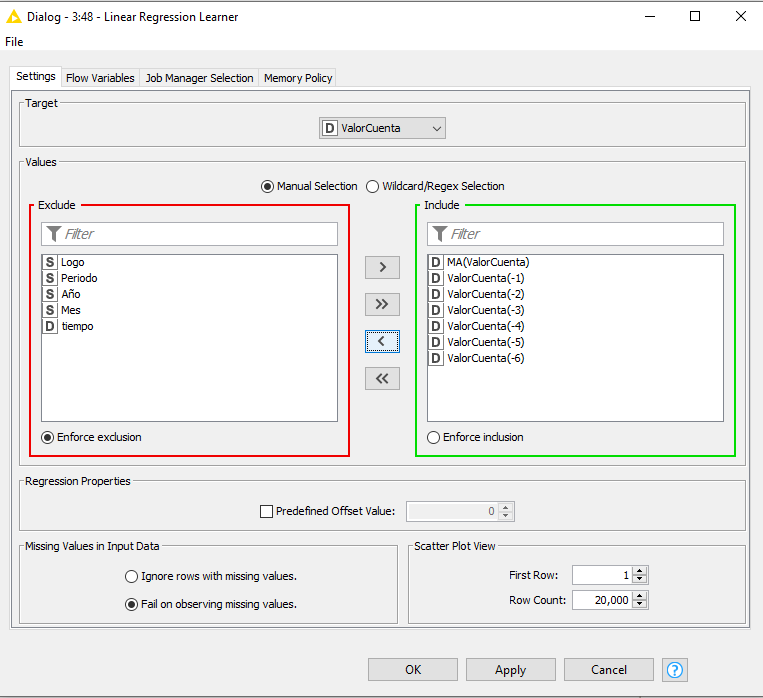 Dialog - 3:48 - Linear Regression Learner
File
Settings Flow Variables Job Manager Selection Memory Policy
Target
D ValorCuenta
Values
Manual Selection Wildcard/Regex Selection
Exclude
Filter
S Logo
S Periodo
S Año
S Mes
D tiempo
Enforce exclusion
>
>>
<
<<
Include
Filter
D MA(ValorCuenta)
D ValorCuenta(-1)
D ValorCuenta(-2)
D ValorCuenta(-3)
D ValorCuenta(-4)
D ValorCuenta(-5)
D ValorCuenta(-6)
Enforce inclusion
Regression Properties
Predefined Offset Value: 0
Missing Values in Input Data
Ignore rows with missing values.
Fail on observing missing values.
Scatter Plot View
First Row: 1
Row Count: 20,000
OK Apply Cancel ?